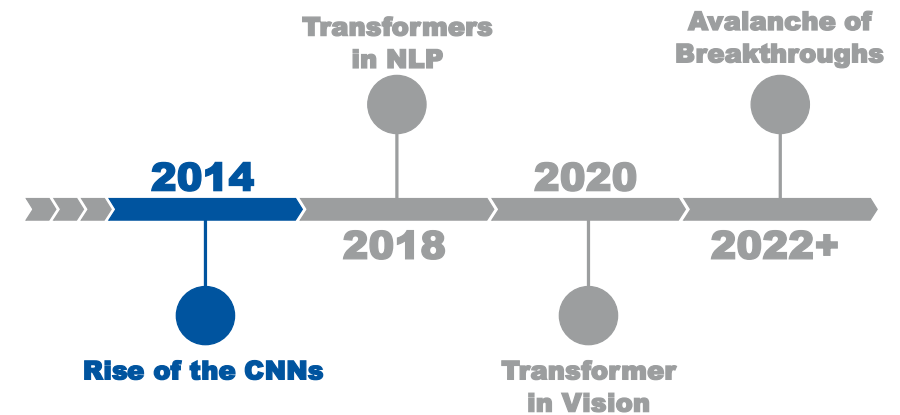 Transformers
in NLP
Avalanche of
Breakthroughs
2014
2020
2018
2022+
Rise of the CNNs
Transformer
in Vision